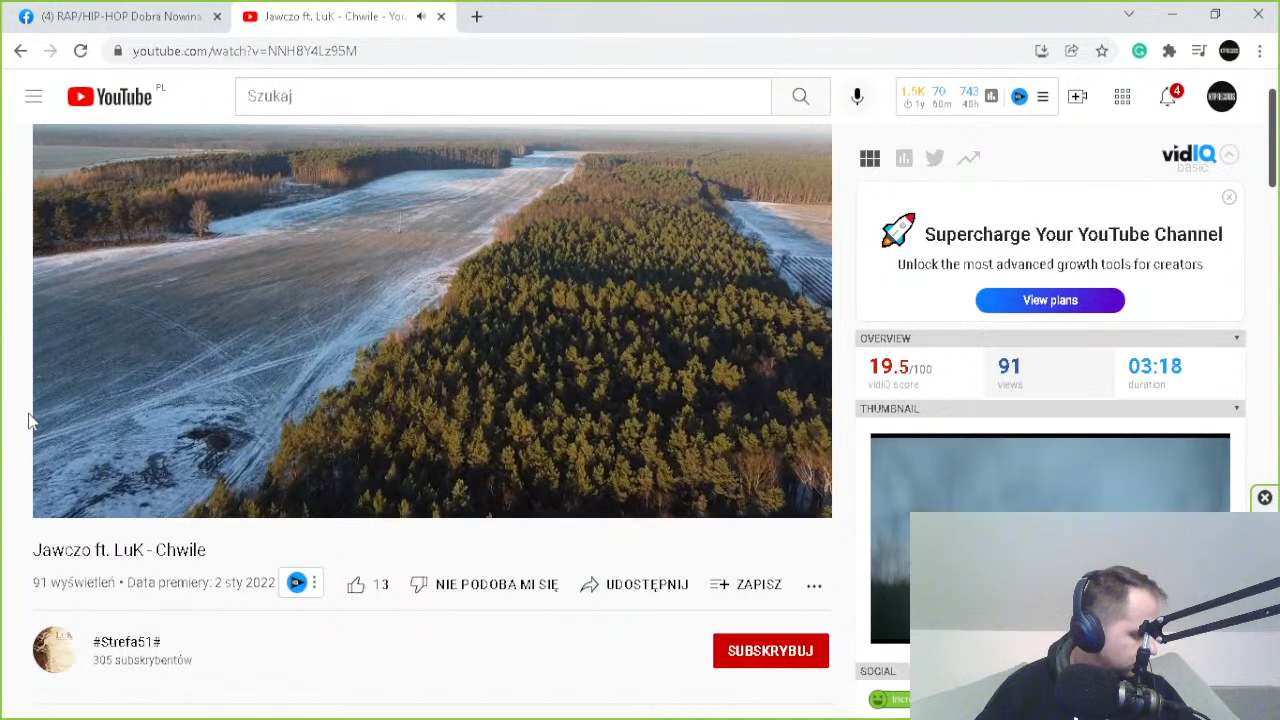 (4) RAP/HIP-HOP Dobra Nowina
Jawczo ft. LuK - Chwile - You
youtube.com/watch?v=NNH8Y4Lz95M
YouTube PL
Szukaj
1.5K 70 743
1y 60m 48h
4
vidIQ
basic
Supercharge Your YouTube Channel
Unlock the most advanced growth tools for creators
View plans
OVERVIEW
19.5/100
vidIQ score
91
views
03:18
duration
THUMBNAIL
Jawczo ft. LuK - Chwile
91 wyświetleń • Data premiery: 2 sty 2022
13
NIE PODOBA MI SIĘ
UDOSTĘPNIJ
ZAPISZ
#Strefa51#
305 subskrybentów
SUBSKRYBUJ
SOCIAL